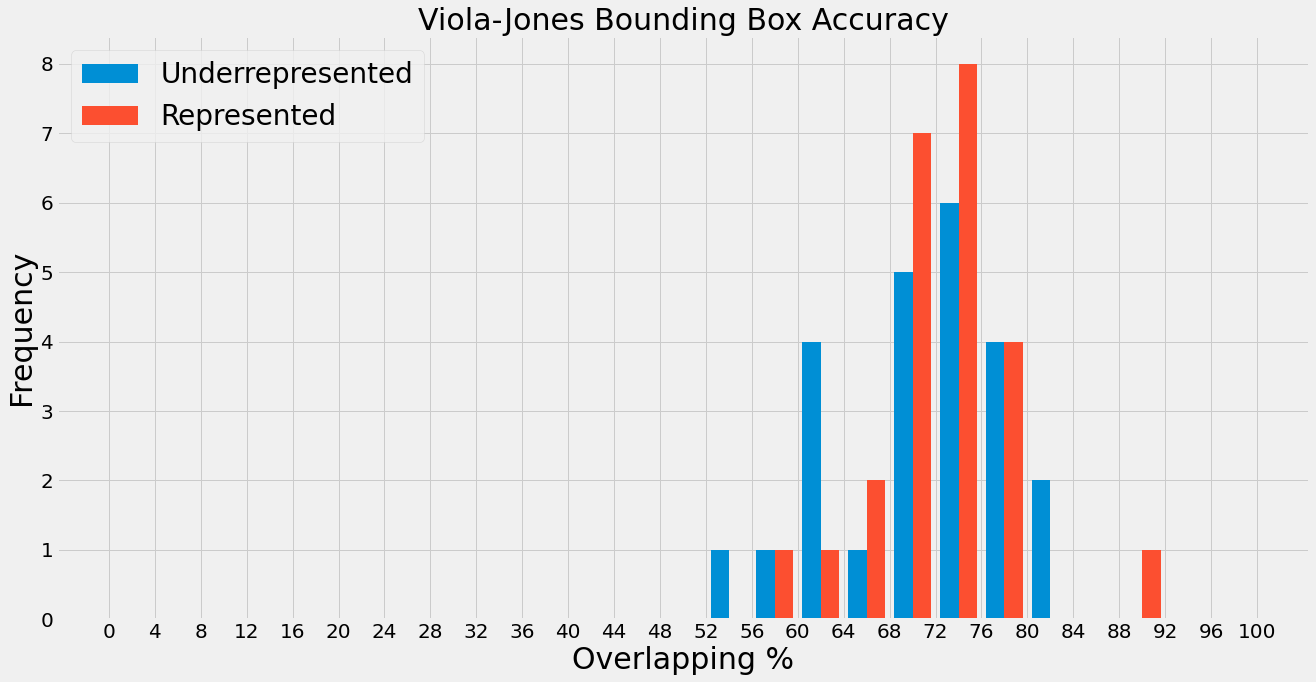 Viola-Jones Bounding Box Accuracy
Underrepresented
Represented
Frequency
8
7
6
5
4
3
2
1
0
0 4 8 12 16 20 24 28 32 36 40 44 48 52 56 60 64 68 72 76 80 84 88 92 96 100
Overlapping %